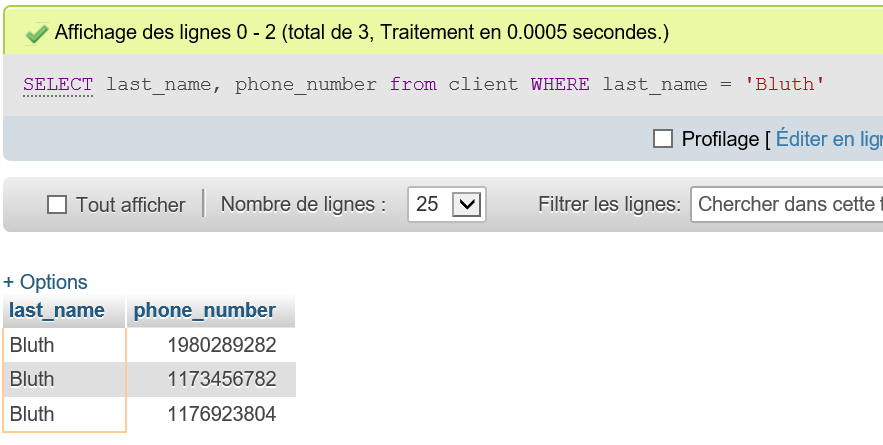 Affichage des lignes 0 - 2 (total de 3, Traitement en 0.0005 secondes.)
SELECT last_name, phone_number from client WHERE last_name = 'Bluth'
Profilage [ Éditer en lig
Tout afficher Nombre de lignes : 25 Filtrer les lignes: Chercher dans cette
+ Options
last_name phone_number
Bluth 1980289282
Bluth 1173456782
Bluth 1176923804